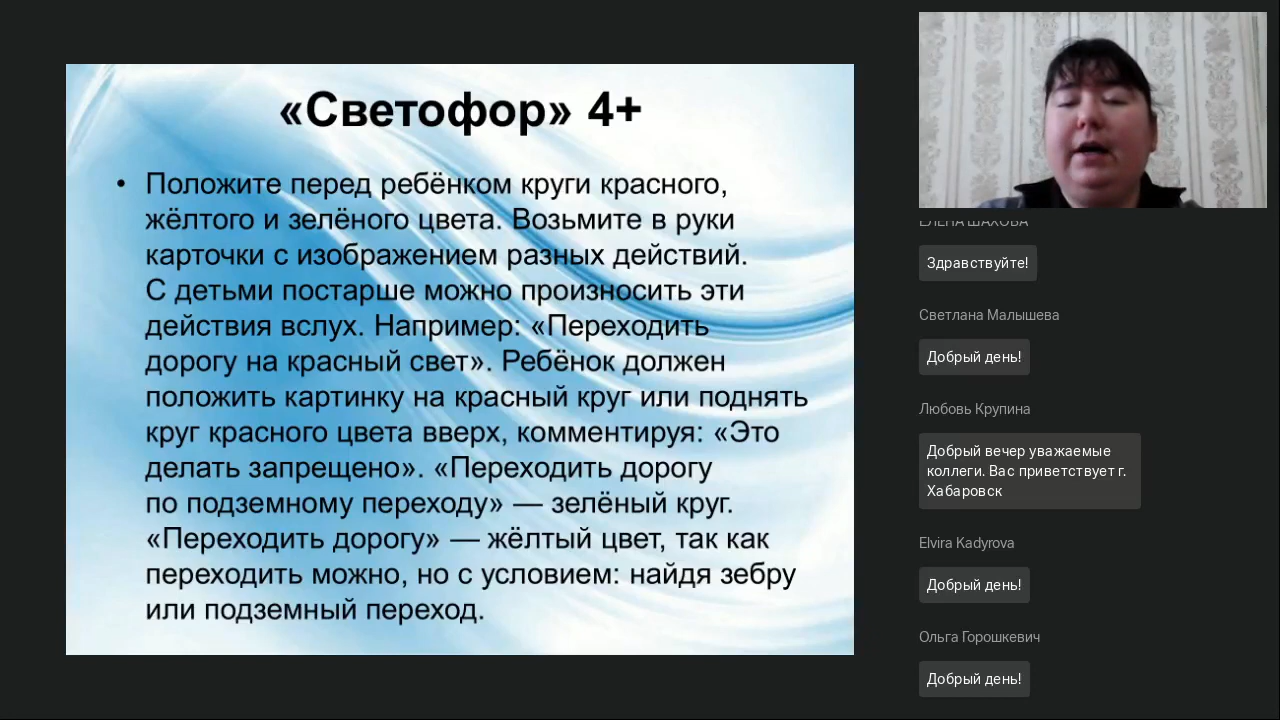 «Светофор» 4+
• Положите перед ребёнком круги красного,
жёлтого и зелёного цвета. Возьмите в руки
карточки с изображением разных действий.
С детьми постарше можно произносить эти
действия вслух. Например: «Переходить
дорогу на красный свет». Ребёнок должен
положить картинку на красный круг или поднять
круг красного цвета вверх, комментируя: «Это
делать запрещено». «Переходить дорогу
по подземному переходу» — зелёный круг.
«Переходить дорогу» — жёлтый цвет, так как
переходить можно, но с условием: найдя зебру
или подземный переход.
ЕЛЕНА ШАХОВА
Здравствуйте!
Светлана Малышева
Добрый день!
Любовь Крупина
Добрый вечер уважаемые
коллеги. Вас приветствует г.
Хабаровск
Elvira Kadyrova
Добрый день!
Ольга Горошкевич
Добрый день!